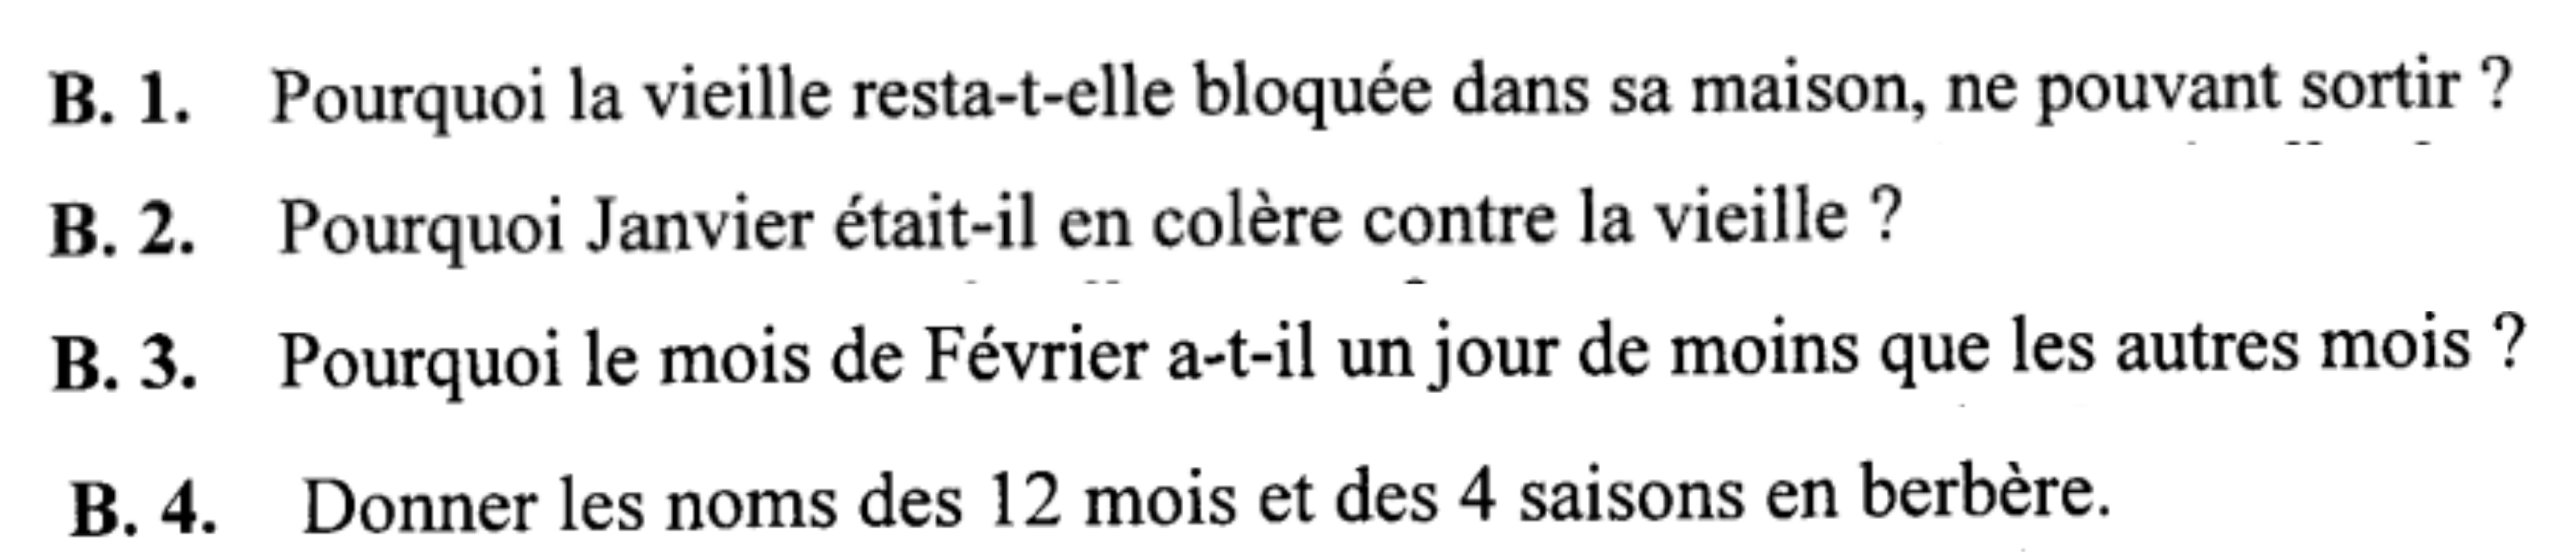 B. 1. Pourquoi la vieille resta-t-elle bloquée dans sa maison, ne pouvant sortir ?
B. 2. Pourquoi Janvier était-il en colère contre la vieille ?
B. 3. Pourquoi le mois de Février a-t-il un jour de moins que les autres mois ?
B. 4. Donner les noms des 12 mois et des 4 saisons en berbère.